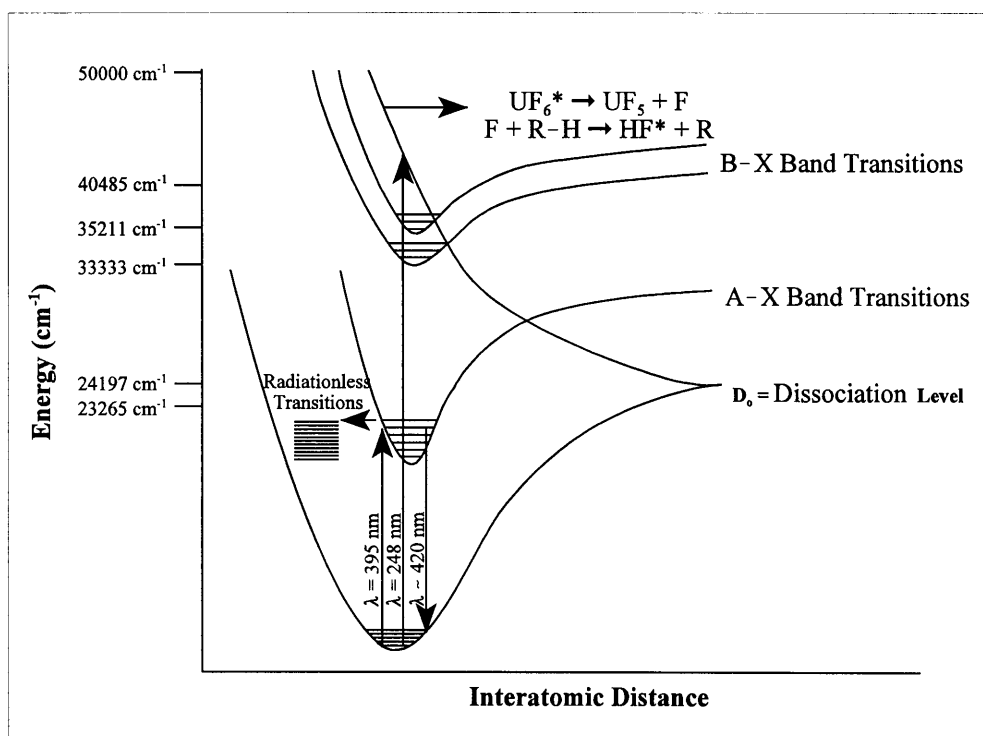 50000 cm⁻¹
40485 cm⁻¹
35211 cm⁻¹
33333 cm⁻¹
24197 cm⁻¹
23265 cm⁻¹
Energy (cm⁻¹)
UF₆* → UF₅ + F
F + R-H → HF* + R
B-X Band Transitions
A-X Band Transitions
D₀ = Dissociation Level
Radiationless
Transitions
λ = 395 nm
λ = 248 nm
λ ~ 420 nm
Interatomic Distance